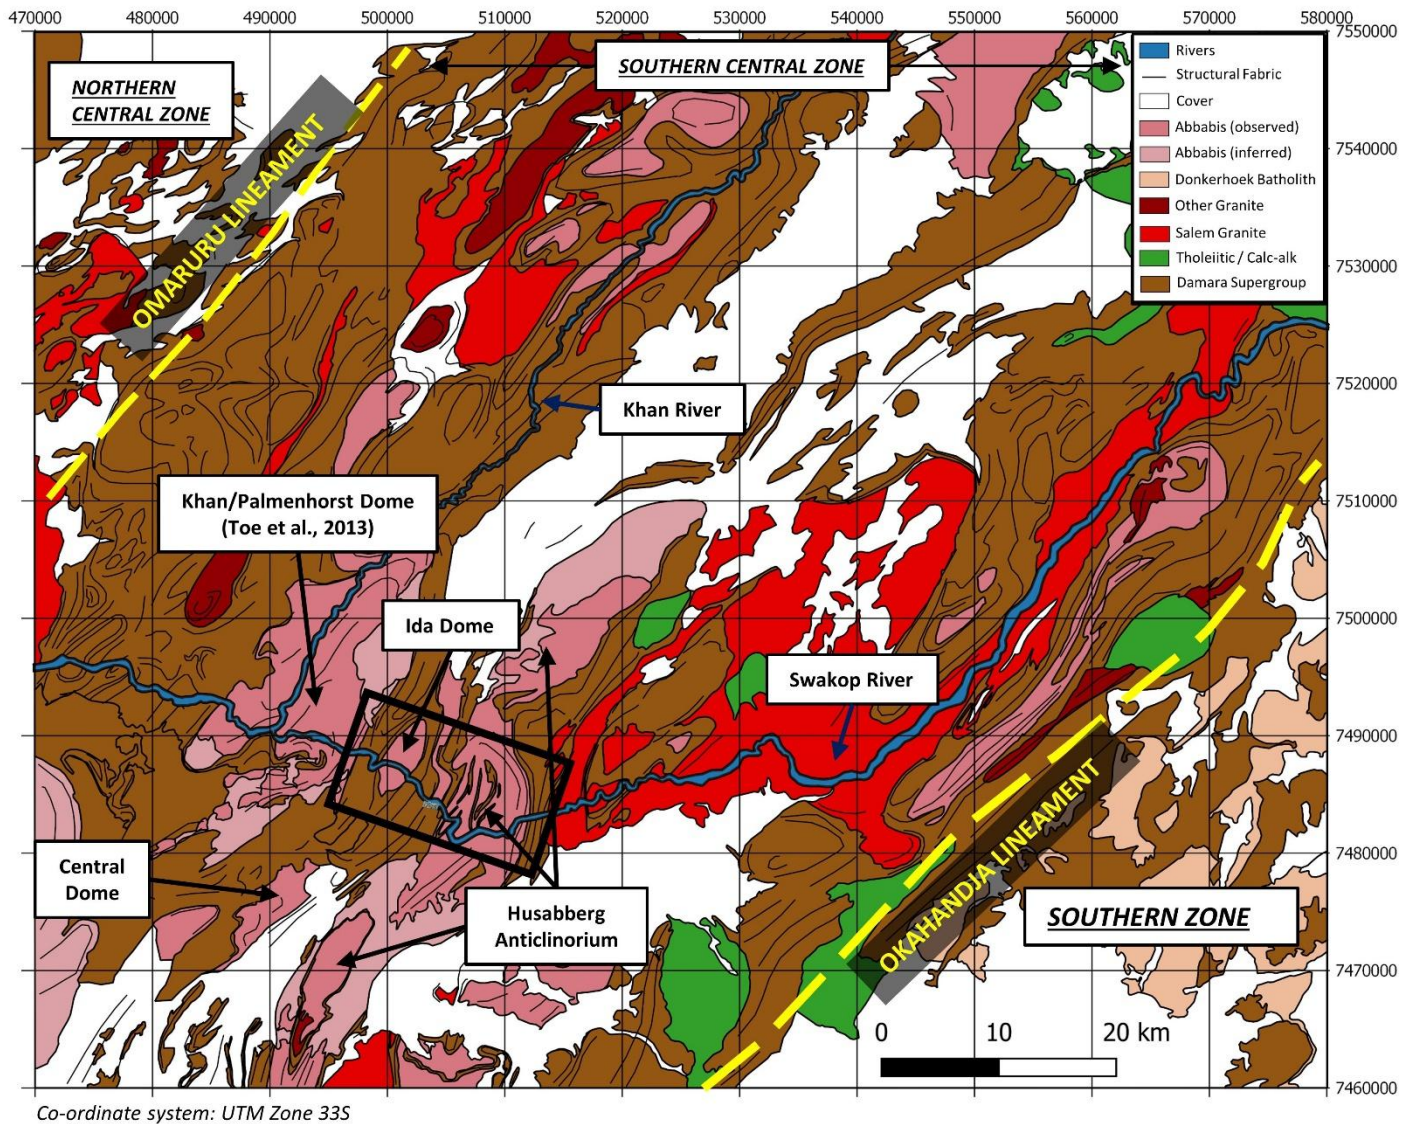 470000 480000 490000 500000 510000 520000 530000 540000 550000 560000 570000 580000
7550000
7540000
7530000
7520000
7510000
7500000
7490000
7480000
7470000
7460000
NORTHERN
CENTRAL ZONE
SOUTHERN CENTRAL ZONE
Rivers
Structural Fabric
Cover
Abbabis (observed)
Abbabis (inferred)
Donkerhoek Batholith
Other Granite
Salem Granite
Tholeiitic / Calc-alk
Damara Supergroup
OMARURU LINEAMENT
Khan River
Khan/Palmenhorst Dome
(Toe et al., 2013)
Ida Dome
Swakop River
Central
Dome
Husabberg
Anticlinorium
OKAHANDJA LINEAMENT
SOUTHERN ZONE
0 10 20 km
Co-ordinate system: UTM Zone 33S